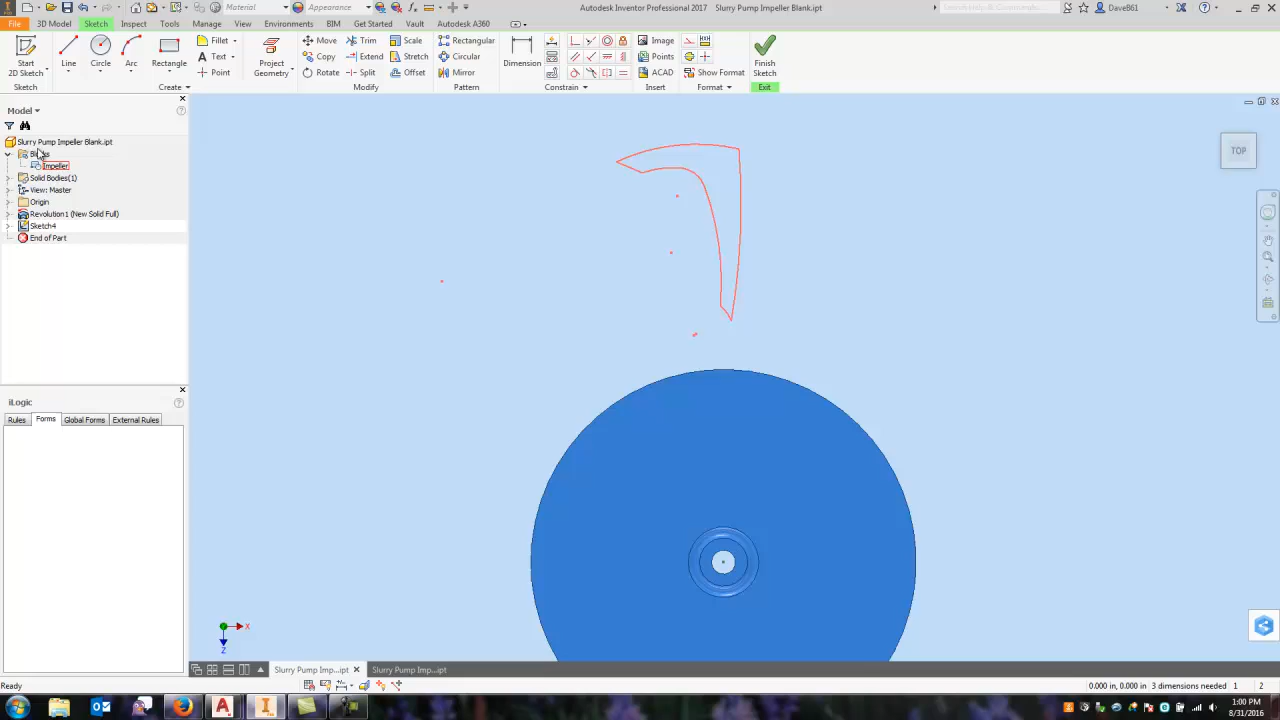 Material
Appearance
Autodesk Inventor Professional 2017 Slurry Pump Impeller Blank.ipt
DaveB61
File 3D Model Sketch Inspect Tools Manage View Environments BIM Get Started Vault Autodesk A360
Start
2D Sketch
Line
Circle
Arc
Rectangle
Fillet
Text
Point
Project
Geometry
Move Trim Scale
Copy Extend Stretch
Rotate Split Offset
Rectangular
Circular
Mirror
Dimension
Image
Points
ACAD
Show Format
Finish
Sketch
Sketch
Create
Modify
Pattern
Constrain
Insert
Format
Exit
Model
Slurry Pump Impeller Blank.ipt
Impeller
Solid Bodies(1)
View: Master
Origin
Revolution1 (New Solid Full)
Sketch4
End of Part
iLogic
Rules Forms Global Forms External Rules
TOP
X
Z
Slurry Pump Imp...ipt
Slurry Pump Imp...ipt
Ready
0.000 in, 0.000 in 3 dimensions needed 1 2
1:00 PM
8/31/2016